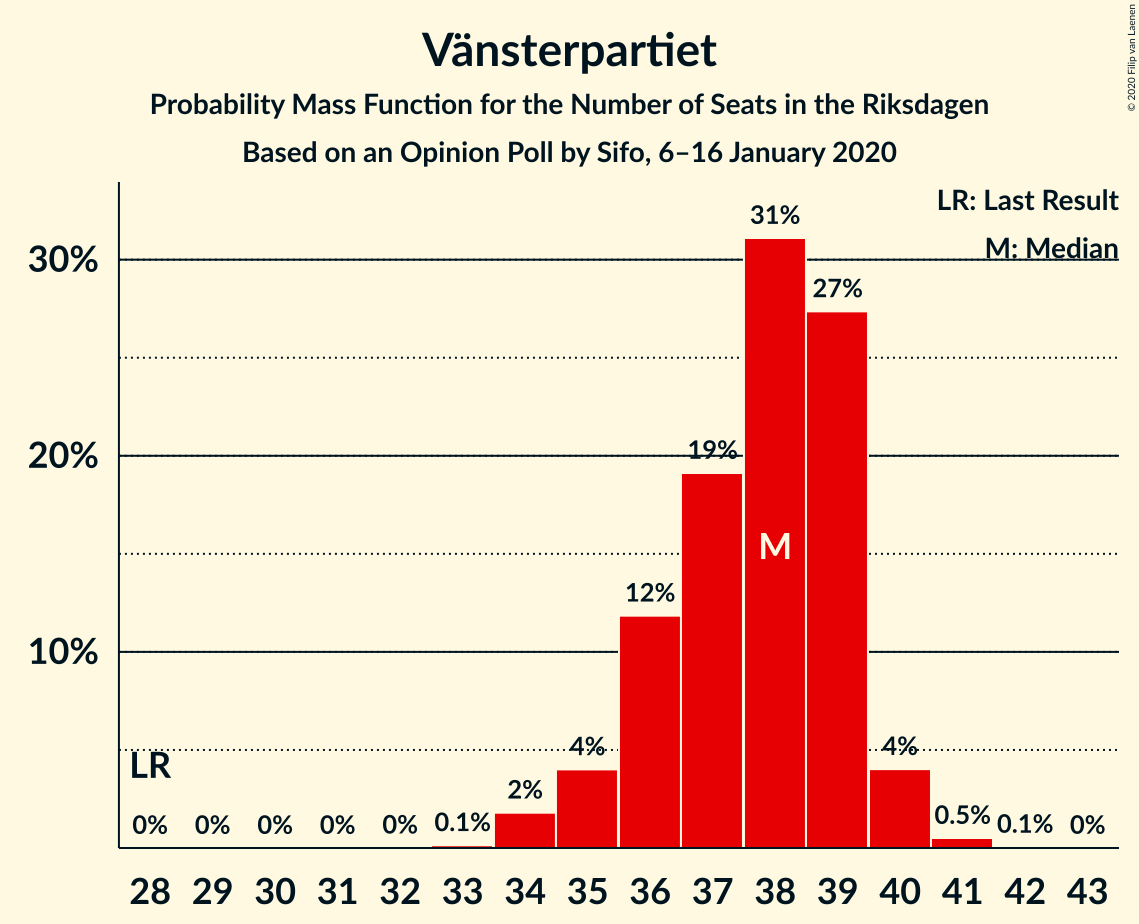 Vänsterpartiet
Probability Mass Function for the Number of Seats in the Riksdagen
Based on an Opinion Poll by Sifo, 6–16 January 2020
© 2020 Filip van Laenen
LR: Last Result
M: Median
30%
20%
10%
31%
27%
19%
M
12%
LR
4%
4%
2%
0% 0% 0% 0% 0% 0.1% 0.5% 0.1% 0%
28 29 30 31 32 33 34 35 36 37 38 39 40 41 42 43